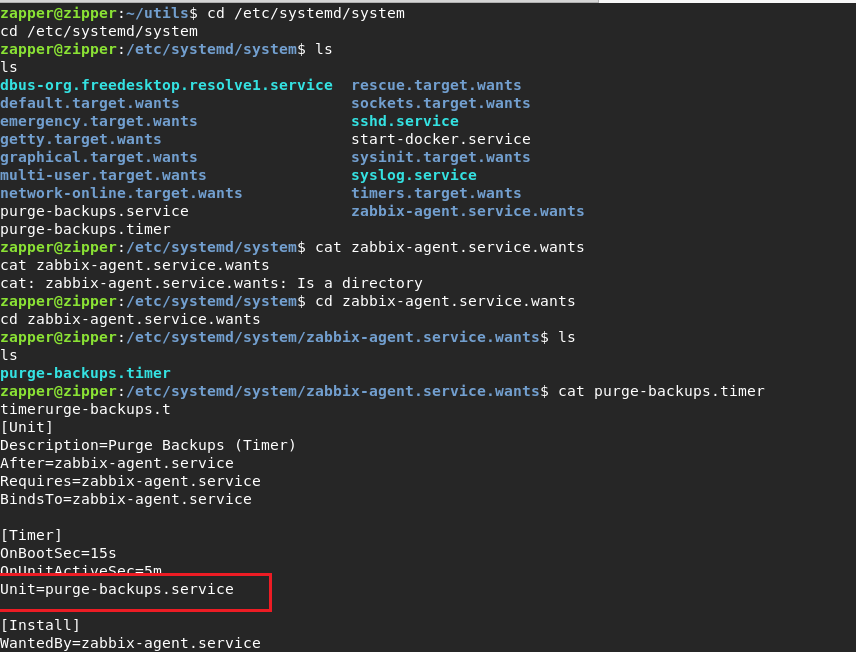 zapper@zipper:~/utils$ cd /etc/systemd/system
cd /etc/systemd/system
zapper@zipper:/etc/systemd/system$ ls
ls
dbus-org.freedesktop.resolve1.service  rescue.target.wants
default.target.wants                   sockets.target.wants
emergency.target.wants                 sshd.service
getty.target.wants                     start-docker.service
graphical.target.wants                 sysinit.target.wants
multi-user.target.wants                syslog.service
network-online.target.wants            timers.target.wants
purge-backups.service                  zabbix-agent.service.wants
purge-backups.timer
zapper@zipper:/etc/systemd/system$ cat zabbix-agent.service.wants
cat zabbix-agent.service.wants
cat: zabbix-agent.service.wants: Is a directory
zapper@zipper:/etc/systemd/system$ cd zabbix-agent.service.wants
cd zabbix-agent.service.wants
zapper@zipper:/etc/systemd/system/zabbix-agent.service.wants$ ls
ls
purge-backups.timer
zapper@zipper:/etc/systemd/system/zabbix-agent.service.wants$ cat purge-backups.timer
timerurge-backups.t
[Unit]
Description=Purge Backups (Timer)
After=zabbix-agent.service
Requires=zabbix-agent.service
BindsTo=zabbix-agent.service

[Timer]
OnBootSec=15s
OnUnitActiveSec=5m
Unit=purge-backups.service

[Install]
WantedBy=zabbix-agent.service